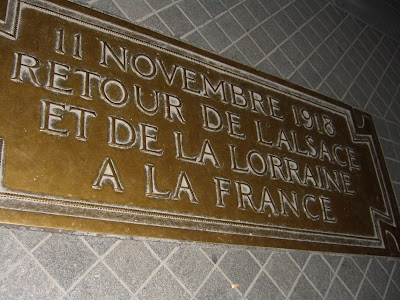 11 NOVEMBRE 1918
RETOUR DE L'ALSACE
ET DE LA LORRAINE
A LA FRANCE